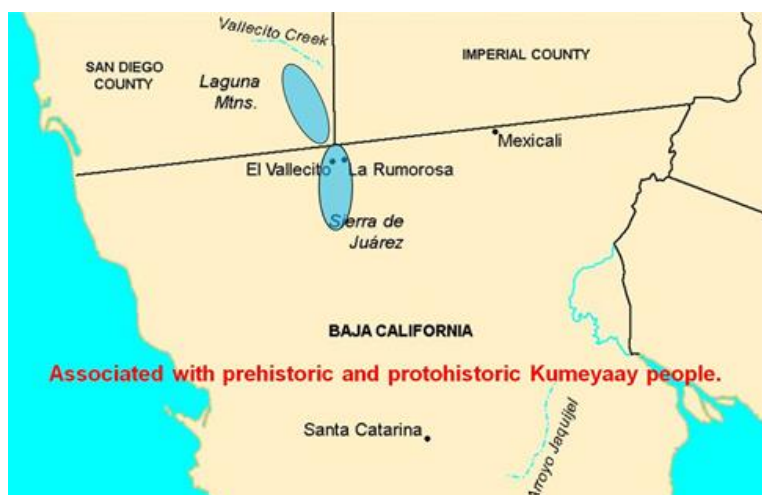 Vallecito Creek
IMPERIAL COUNTY
SAN DIEGO
COUNTY
Laguna
Mtns.
Mexicali
El Vallecito
La Rumorosa
Sierra de
Juárez
BAJA CALIFORNIA
Associated with prehistoric and protohistoric Kumeyaay people.
Santa Catarina
Arroyo Jaquijel